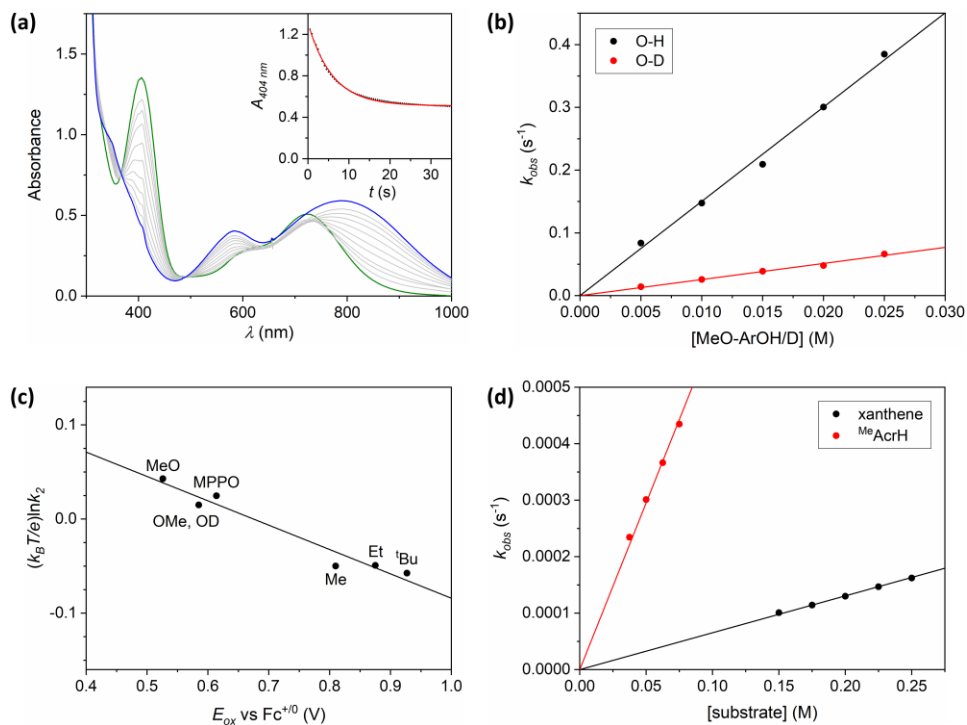 (a)
1.5
1.0
0.5
0.0
Absorbance
400 600 800 1000
λ (nm)
1.2
0.8
0.4
0.0
A404 nm
0 10 20 30
t (s)
(b)
O-H
O-D
0.4
0.3
0.2
0.1
0.0
kobs (s-1)
0.000 0.005 0.010 0.015 0.020 0.025 0.030
[MeO-ArOH/D] (M)
(c)
0.1
0.0
-0.1
(kBT/e)lnk2
MeO
MPPO
OMe, OD
Me
Et
tBu
0.4 0.5 0.6 0.7 0.8 0.9 1.0
Eox vs Fc+/0 (V)
(d)
xanthene
MeAcrH
0.0005
0.0004
0.0003
0.0002
0.0001
0.0000
kobs (s-1)
0.00 0.05 0.10 0.15 0.20 0.25
[substrate] (M)